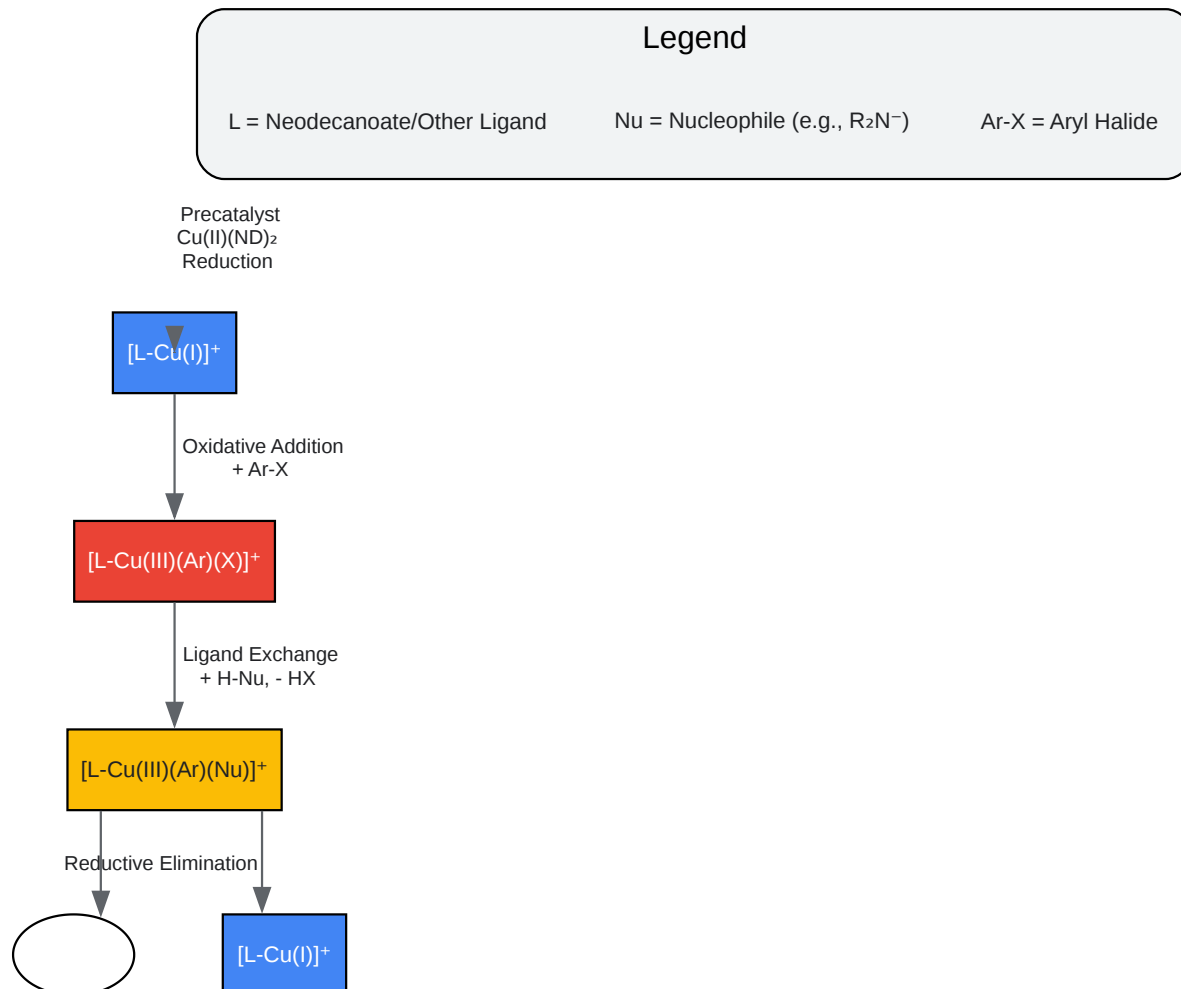 Legend
L = Neodecanoate/Other Ligand
Nu = Nucleophile (e.g., R₂N⁻)
Ar-X = Aryl Halide
Precatalyst
Cu(II)(ND)₂
Reduction
[L-Cu(I)]⁺
Oxidative Addition
+ Ar-X
[L-Cu(III)(Ar)(X)]⁺
Ligand Exchange
+ H-Nu, - HX
[L-Cu(III)(Ar)(Nu)]⁺
Reductive Elimination
[L-Cu(I)]⁺